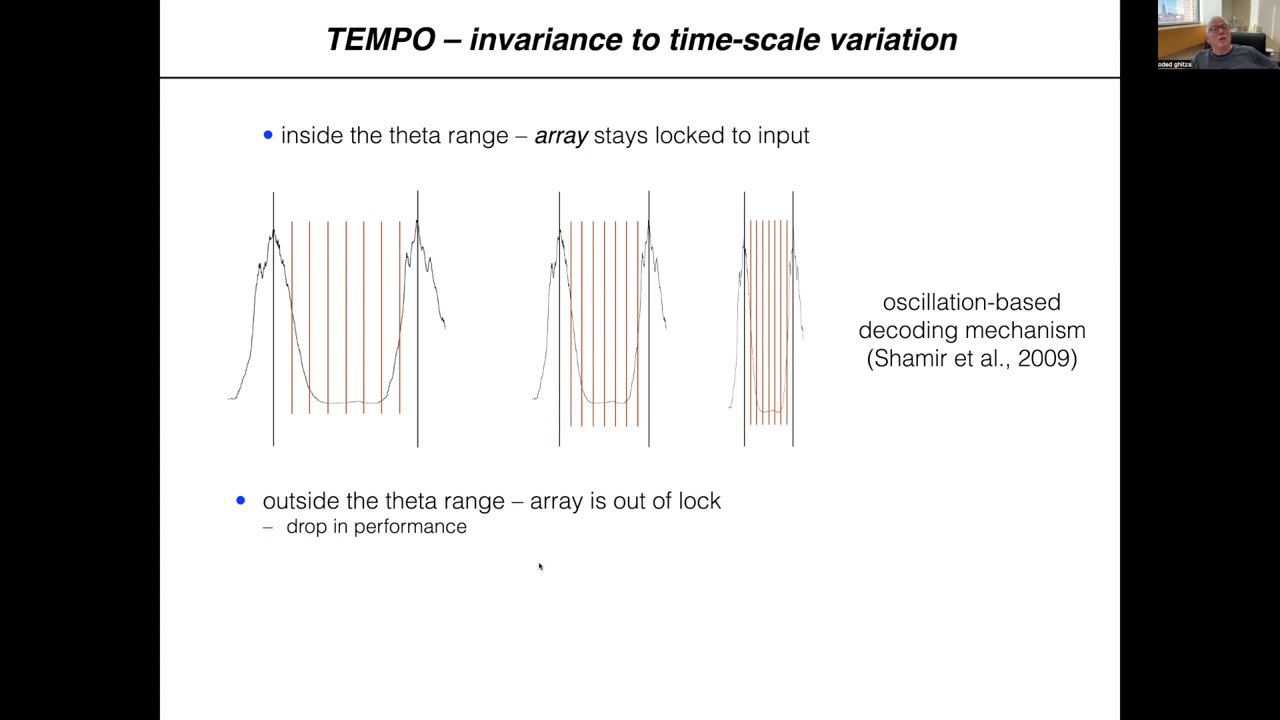 TEMPO – invariance to time-scale variation
oded ghitza
• inside the theta range – array stays locked to input
oscillation-based
decoding mechanism
(Shamir et al., 2009)
• outside the theta range – array is out of lock
– drop in performance